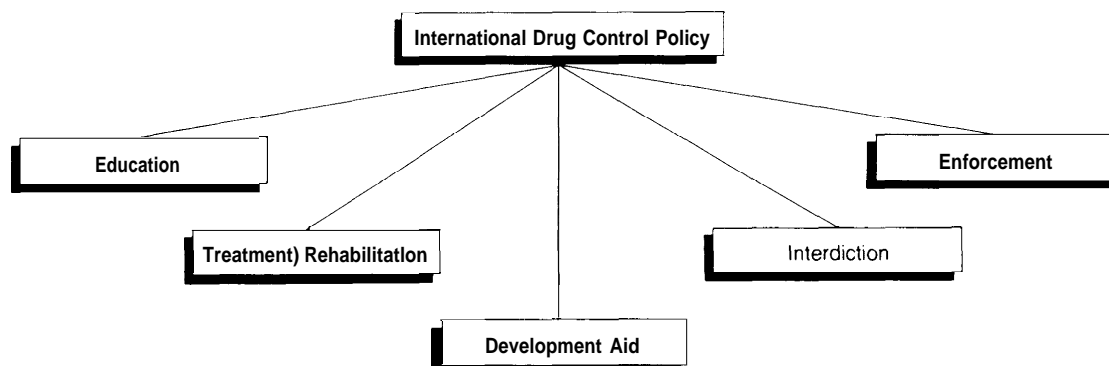 International Drug Control Policy
Education
Enforcement
Treatment) Rehabilitatlon
Interdiction
Development Aid